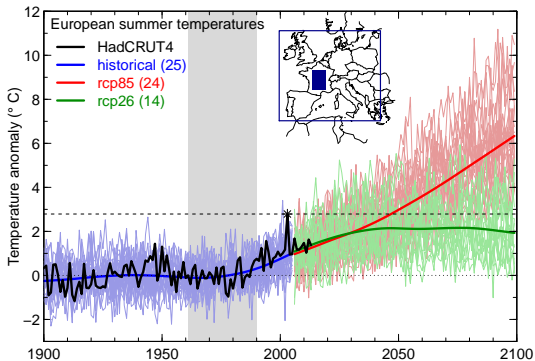 European summer temperatures
HadCRUT4
historical (25)
rcp85 (24)
rcp26 (14)
Temperature anomaly (° C)
12
10
8
6
4
2
0
−2
1900
1950
2000
2050
2100